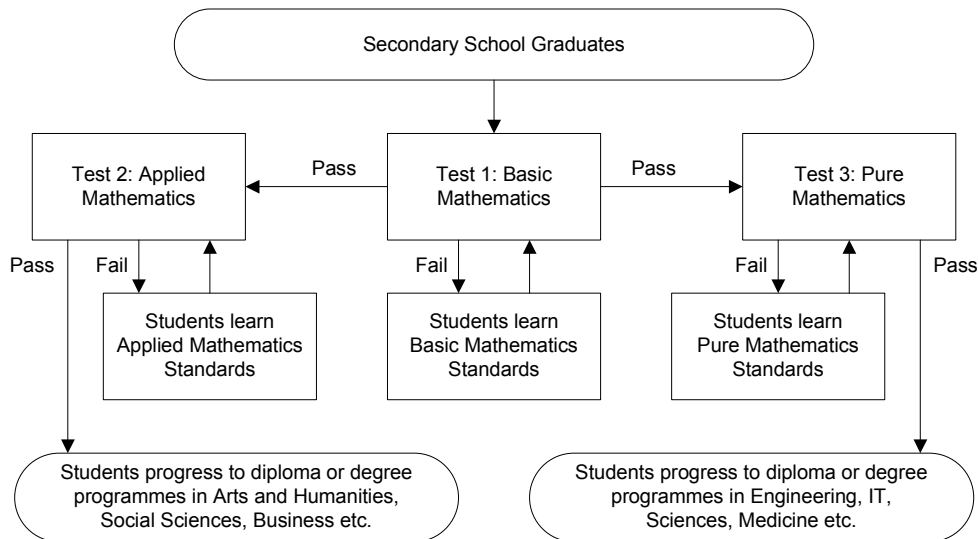 Secondary School Graduates
Test 2: Applied
Mathematics
Pass
Test 1: Basic
Mathematics
Pass
Test 3: Pure
Mathematics
Pass
Fail
Fail
Fail
Pass
Students learn
Applied Mathematics
Standards
Students learn
Basic Mathematics
Standards
Students learn
Pure Mathematics
Standards
Students progress to diploma or degree
programmes in Arts and Humanities,
Social Sciences, Business etc.
Students progress to diploma or degree
programmes in Engineering, IT,
Sciences, Medicine etc.